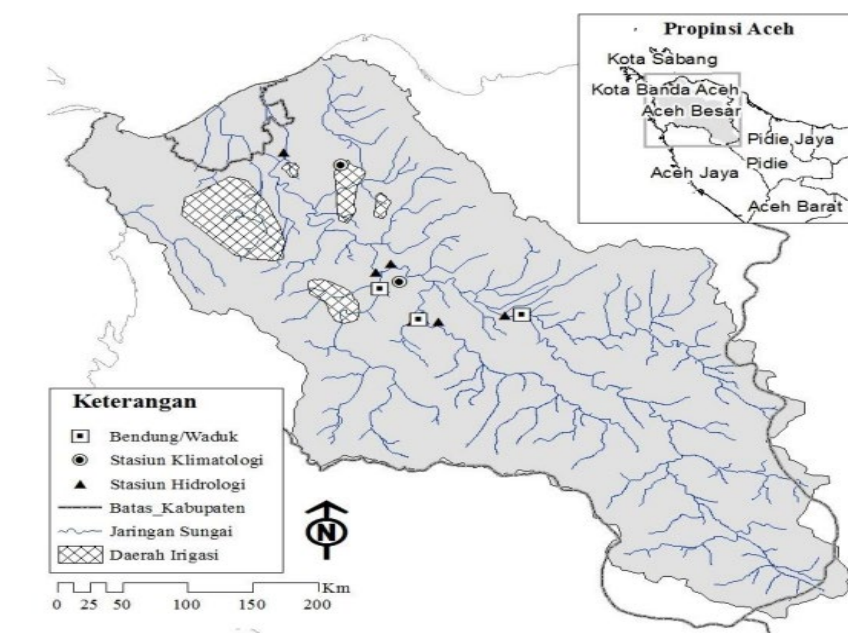 Propinsi Aceh
Kota Sabang
Kota Banda Aceh
Aceh Besar
Pidie Jaya
Pidie
Aceh Jaya
Aceh Barat
Keterangan
Bendung/Waduk
Stasiun Klimatologi
Stasiun Hidrologi
Batas_Kabupaten
Jaringan Sungai
Daerah Irigasi
N
Km
0 25 50 100 150 200